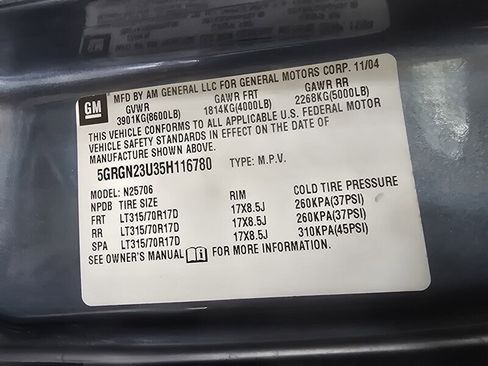 GM
MFD BY AM GENERAL LLC FOR GENERAL MOTORS CORP. 11/04
GVWR GAWR FRT GAWR RR
3901KG(8600LB) 1814KG(4000LB) 2268KG(5000LB)
THIS VEHICLE CONFORMS TO ALL APPLICABLE U.S. FEDERAL MOTOR
VEHICLE SAFETY STANDARDS IN EFFECT ON THE DATE OF
MANUFACTURE SHOWN ABOVE.
5GRGN23U35H116780 TYPE: M.P.V.
MODEL: N25706
NPDB TIRE SIZE RIM COLD TIRE PRESSURE
FRT LT315/70R17D 17X8.5J 260KPA(37PSI)
RR LT315/70R17D 17X8.5J 260KPA(37PSI)
SPA LT315/70R17D 17X8.5J 310KPA(45PSI)
SEE OWNER'S MANUAL FOR MORE INFORMATION.